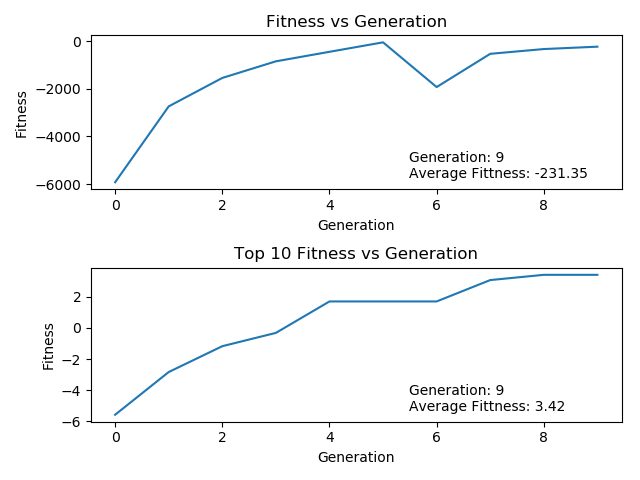 Fitness vs Generation
0
−2000
−4000
−6000
Fitness
Generation: 9
Average Fittness: -231.35
0 2 4 6 8
Generation
Top 10 Fitness vs Generation
2
0
−2
−4
−6
Fitness
Generation: 9
Average Fittness: 3.42
0 2 4 6 8
Generation